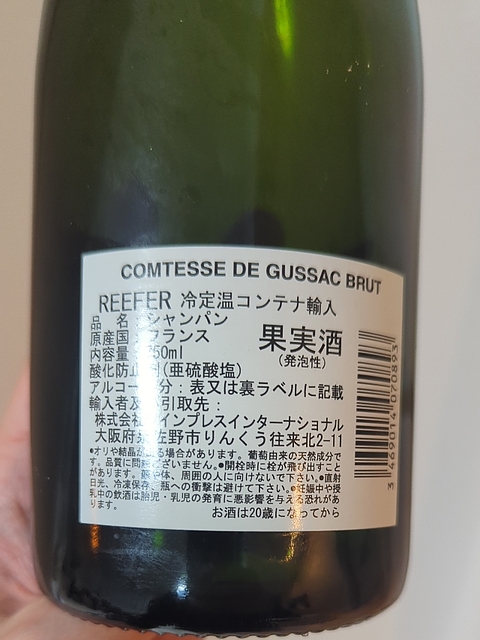 COMTESSE DE GUSSAC BRUT
REEFER 冷定温コンテナ輸入
品 名 シャンパン
原産国 フランス
果実酒
(発泡性)
内容量 750ml
酸化防止 (亜硫酸塩)
アルコー 分:表又は裏ラベルに記載
輸入者及 引取先:
株式会社 インプレスインターナショナル
大阪府 佐野市りんくう往来北2-11
●オリや結晶が 場合があります。葡萄由来の天然成分で
す。品質に問題ございません。●開栓時に栓が飛び出すこと
があります。 体、周囲の人に向けないで下さい。●直射
日光、冷凍保存、瓶への衝撃は避けて下さい。●妊娠中や授
乳中の飲酒は胎児・乳児の発育に悪影響を与える恐れがあ
ります。
お酒は20歳になってから
3 469014 070893